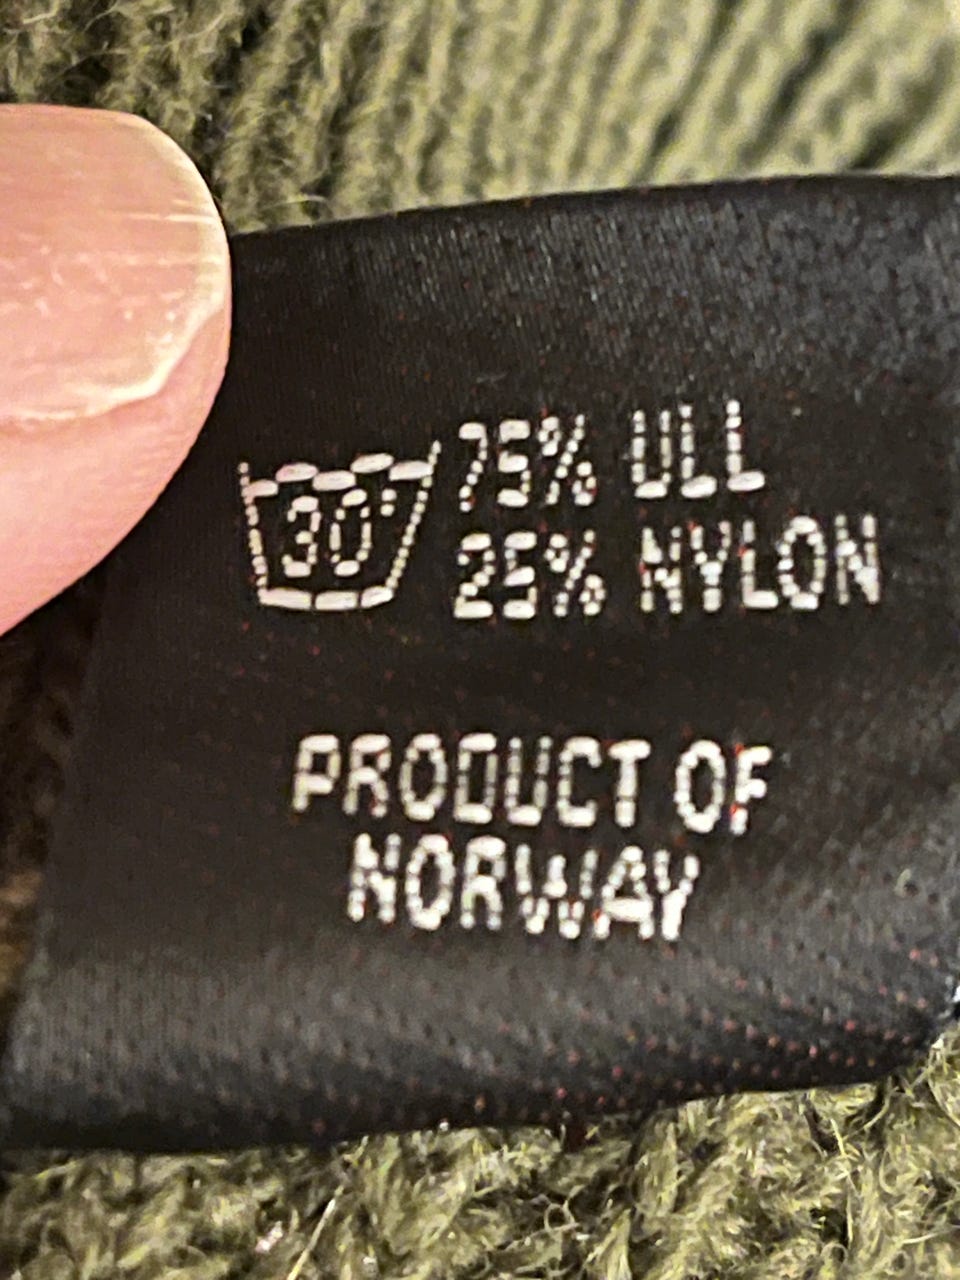 30° 75% ULL
25% NYLON
PRODUCT OF
NORWAY